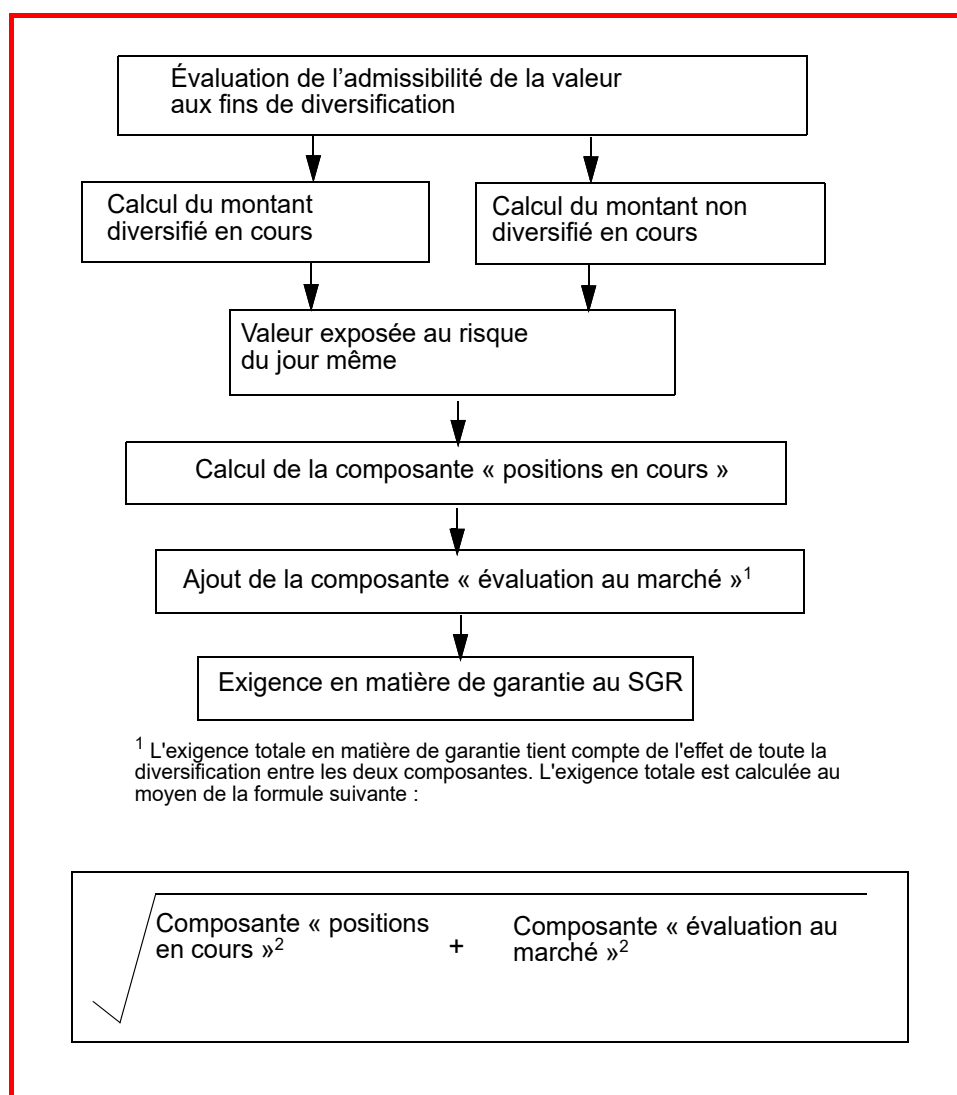 Évaluation de l’admissibilité de la valeur
aux fins de diversification
Calcul du montant
diversifié en cours
Calcul du montant non
diversifié en cours
Valeur exposée au risque
du jour même
Calcul de la composante « positions en cours »
Ajout de la composante « évaluation au marché »¹
Exigence en matière de garantie au SGR
¹ L'exigence totale en matière de garantie tient compte de l'effet de toute la
diversification entre les deux composantes. L'exigence totale est calculée au
moyen de la formule suivante :
Composante « positions
en cours »²
+
Composante « évaluation au
marché »²